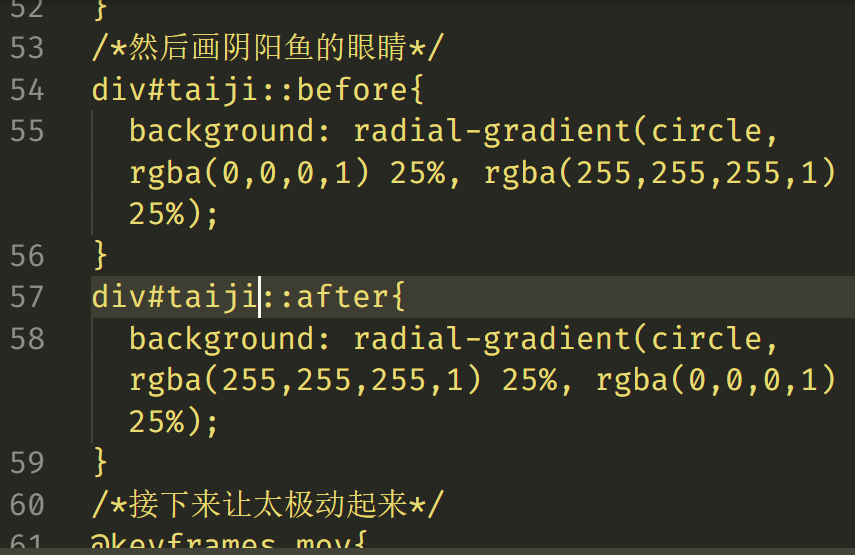 52 }
53 /*然后画阴阳鱼的眼睛*/
54 div#taiji::before{
55 background: radial-gradient(circle,
rgba(0,0,0,1) 25%, rgba(255,255,255,1)
25%);
56 }
57 div#taiji::after{
58 background: radial-gradient(circle,
rgba(255,255,255,1) 25%, rgba(0,0,0,1)
25%);
59 }
60 /*接下来让太极动起来*/
61 @keyframes mov{